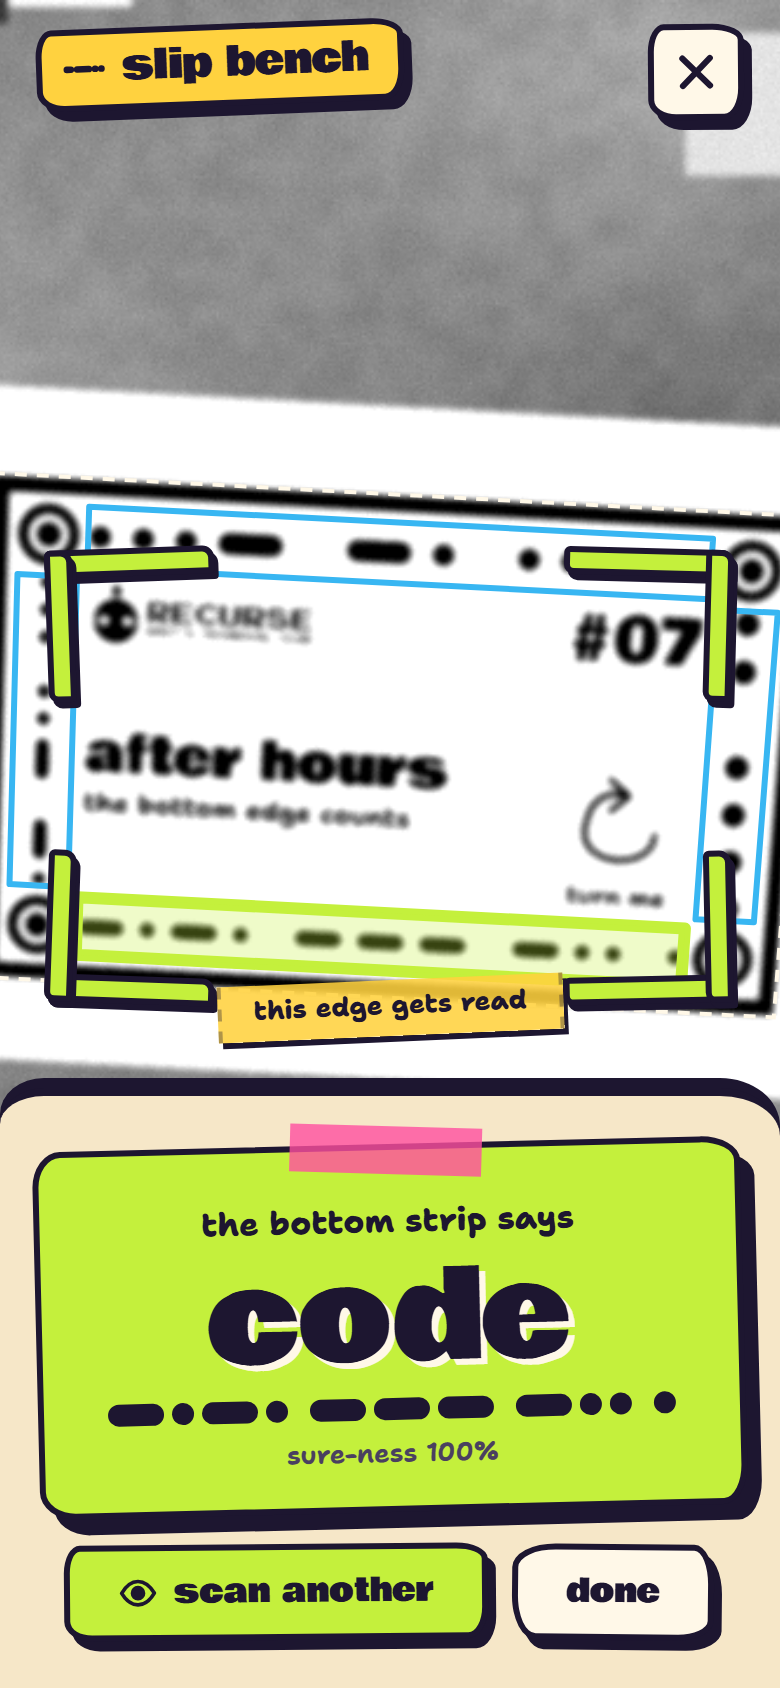 slip bench
RECURSE
#07
after hours
the bottom edge counts
turn me
this edge gets read
the bottom strip says
code
sure-ness 100%
scan another
done